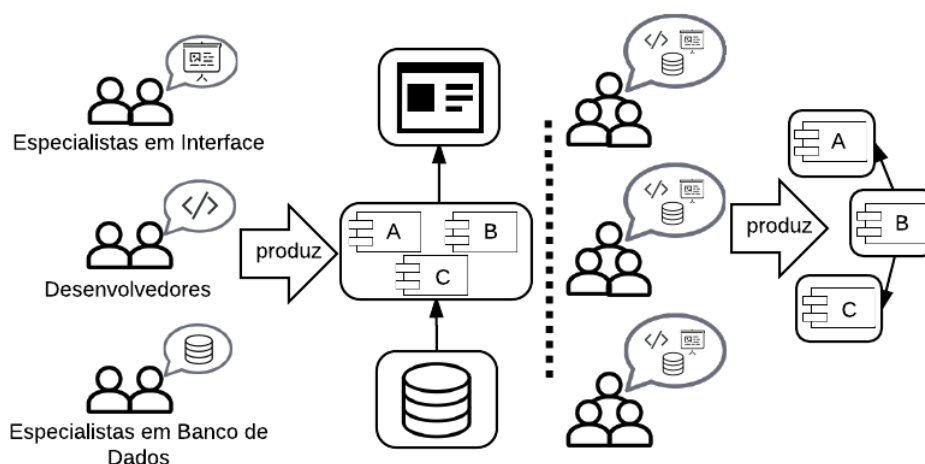 Especialistas em Interface
</>
Desenvolvedores
Especialistas em Banco de
Dados
produz
A
B
C
</>
</>
</>
produz
A
B
C